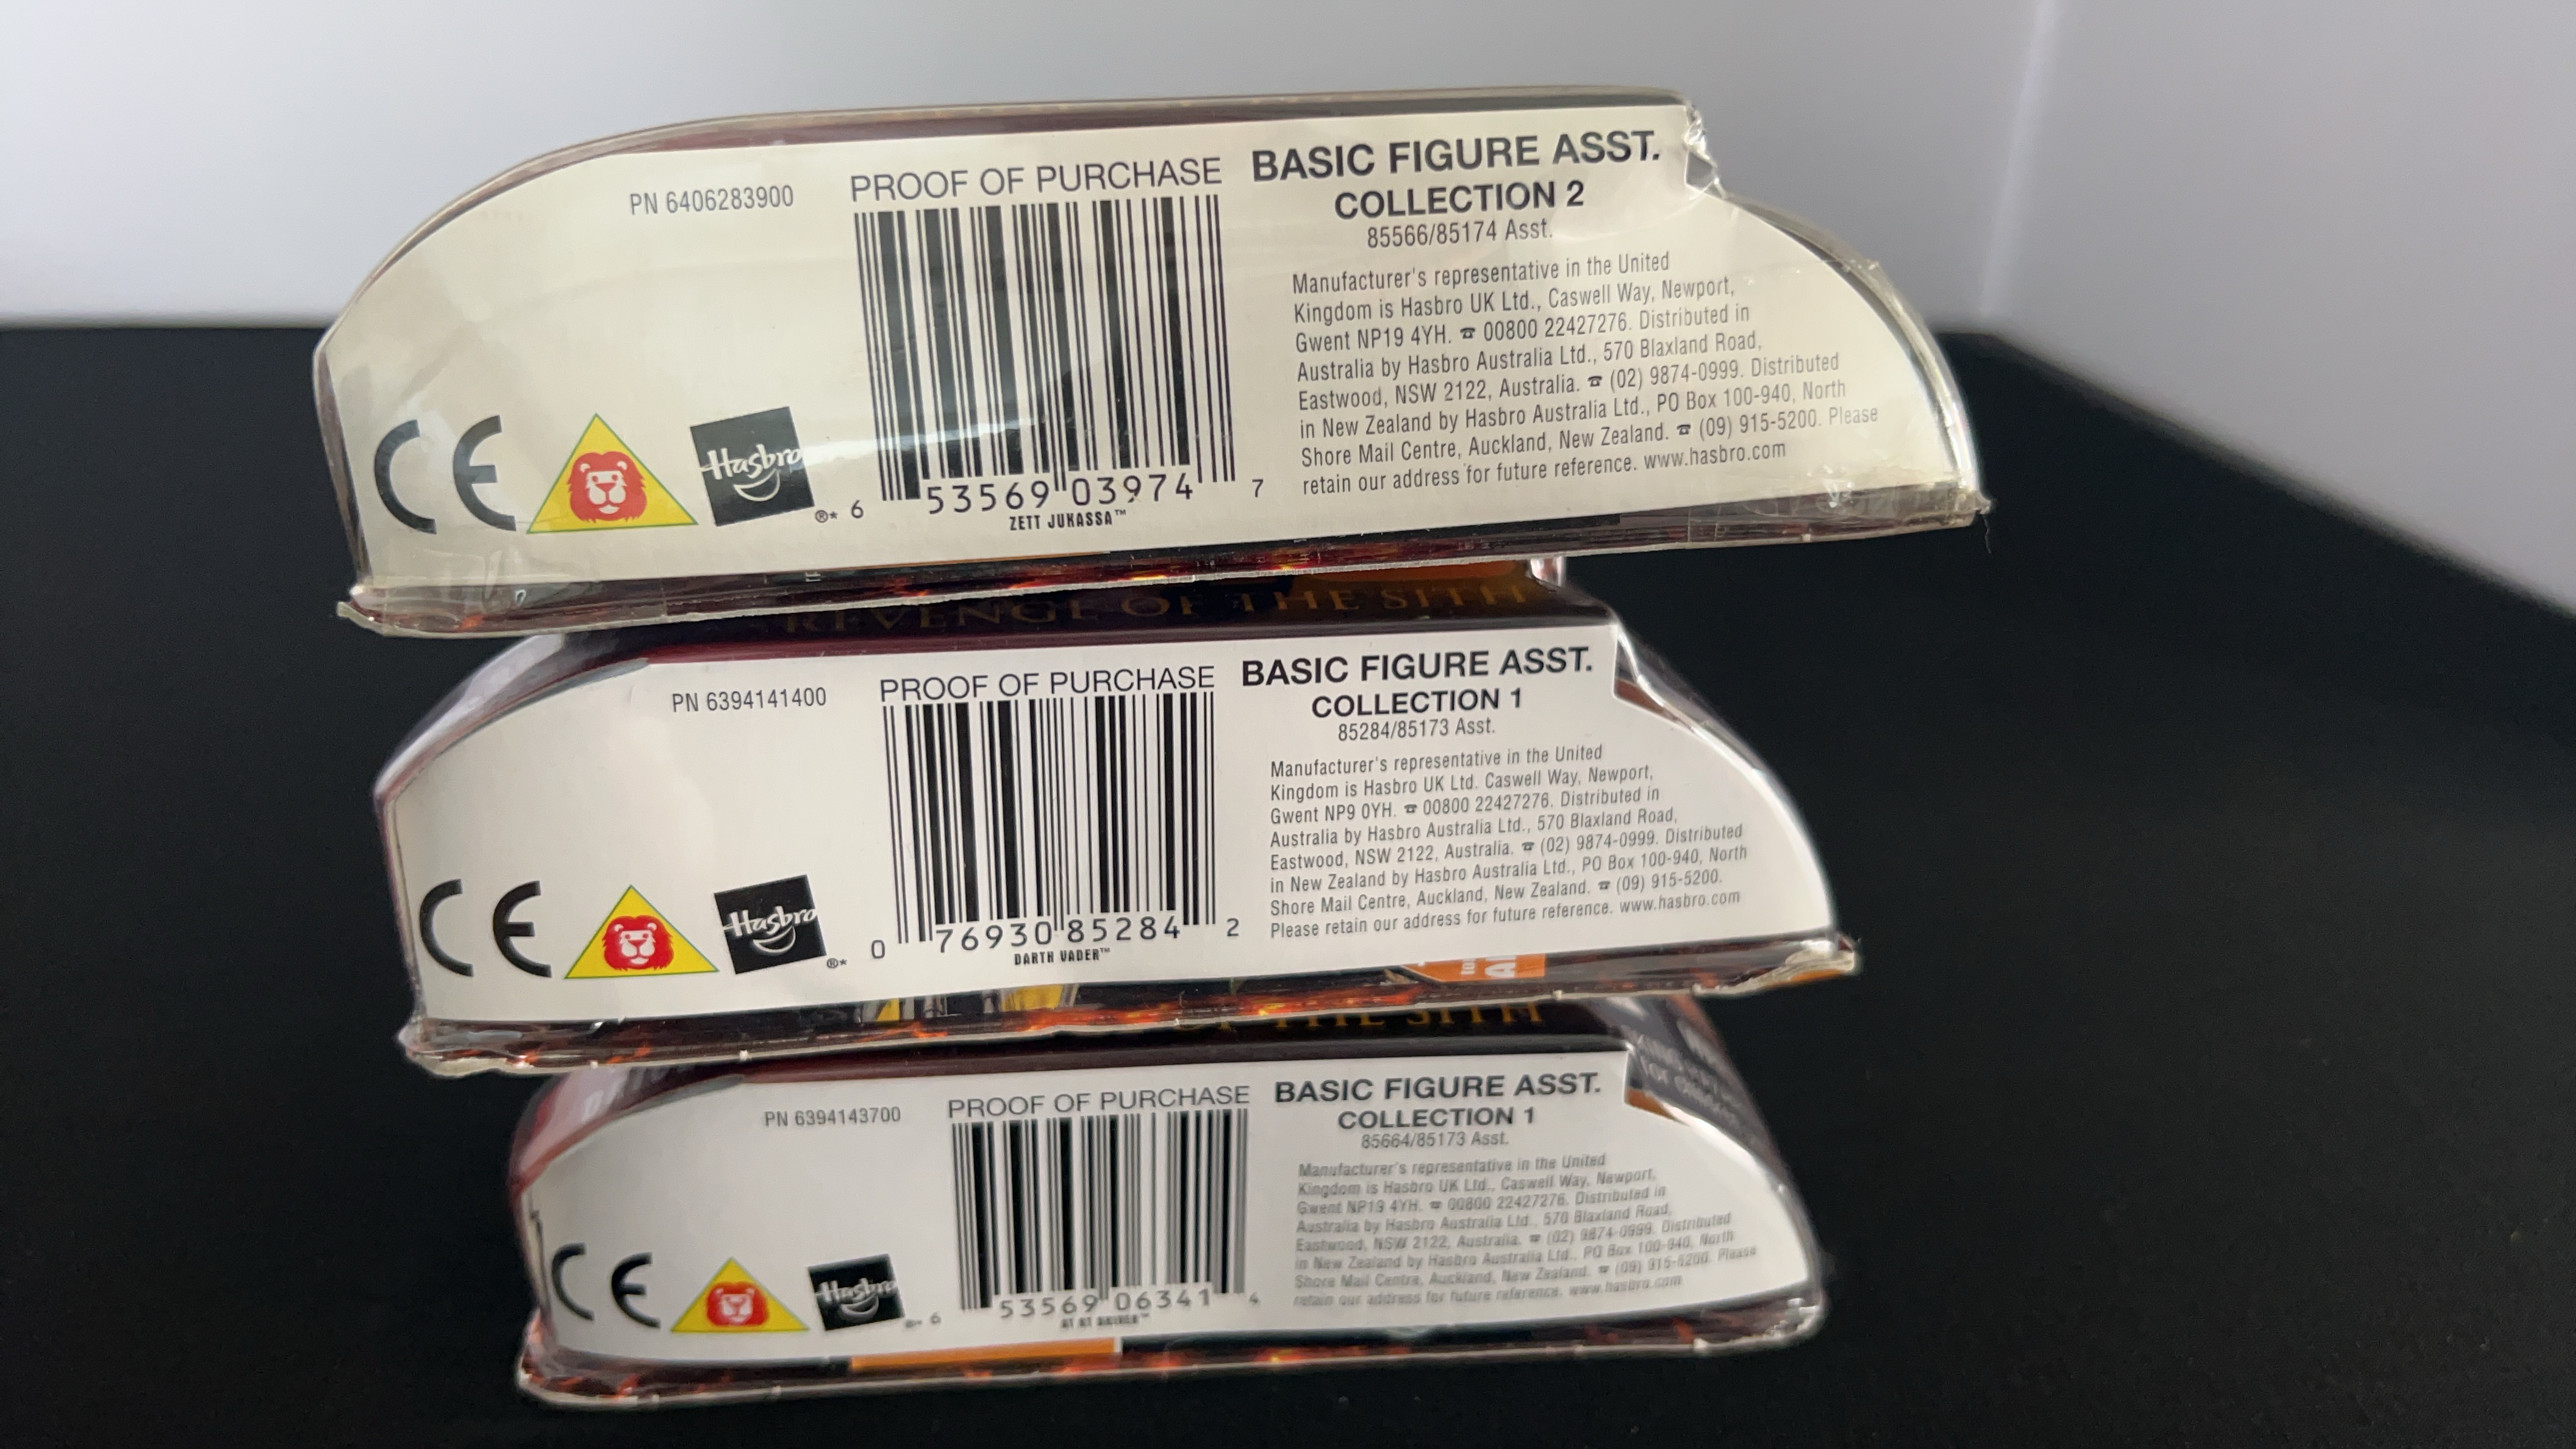 PN 6406283900
PROOF OF PURCHASE
6 53569 03974 7
ZETT JUKASSA™
CE
Hasbro
®*
BASIC FIGURE ASST.
COLLECTION 2
85566/85174 Asst.
Manufacturer's representative in the United
Kingdom is Hasbro UK Ltd., Caswell Way, Newport,
Gwent NP19 4YH. ☎ 00800 22427276. Distributed in
Australia by Hasbro Australia Ltd., 570 Blaxland Road,
Eastwood, NSW 2122, Australia. ☎ (02) 9874-0999. Distributed
in New Zealand by Hasbro Australia Ltd., PO Box 100-940, North
Shore Mail Centre, Auckland, New Zealand. ☎ (09) 915-5200. Please
retain our address for future reference. www.hasbro.com
REVENGE OF THE SITH
PN 6394141400
PROOF OF PURCHASE
0 76930 85284 2
DARTH VADER™
CE
Hasbro
®*
BASIC FIGURE ASST.
COLLECTION 1
85284/85173 Asst.
Manufacturer's representative in the United
Kingdom is Hasbro UK Ltd. Caswell Way, Newport,
Gwent NP9 0YH. ☎ 00800 22427276. Distributed in
Australia by Hasbro Australia Ltd., 570 Blaxland Road,
Eastwood, NSW 2122, Australia. ☎ (02) 9874-0999. Distributed
in New Zealand by Hasbro Australia Ltd., PO Box 100-940, North
Shore Mail Centre, Auckland, New Zealand. ☎ (09) 915-5200.
Please retain our address for future reference. www.hasbro.com
OF THE SITH
PN 6394143700
PROOF OF PURCHASE
6 53569 06341 4
CE
Hasbro
®*
BASIC FIGURE ASST.
COLLECTION 1
85664/85173 Asst.
Manufacturer's representative in the United
Kingdom is Hasbro UK Ltd., Caswell Way, Newport,
Gwent NP19 4YH. ☎ 00800 22427276. Distributed in
Australia by Hasbro Australia Ltd., 570 Blaxland Road,
Eastwood, NSW 2122, Australia. ☎ (02) 9874-0999. Distributed
in New Zealand by Hasbro Australia Ltd., PO Box 100-940, North
Shore Mail Centre, Auckland, New Zealand. ☎ (09) 915-5200. Please
retain our address for future reference. www.hasbro.com